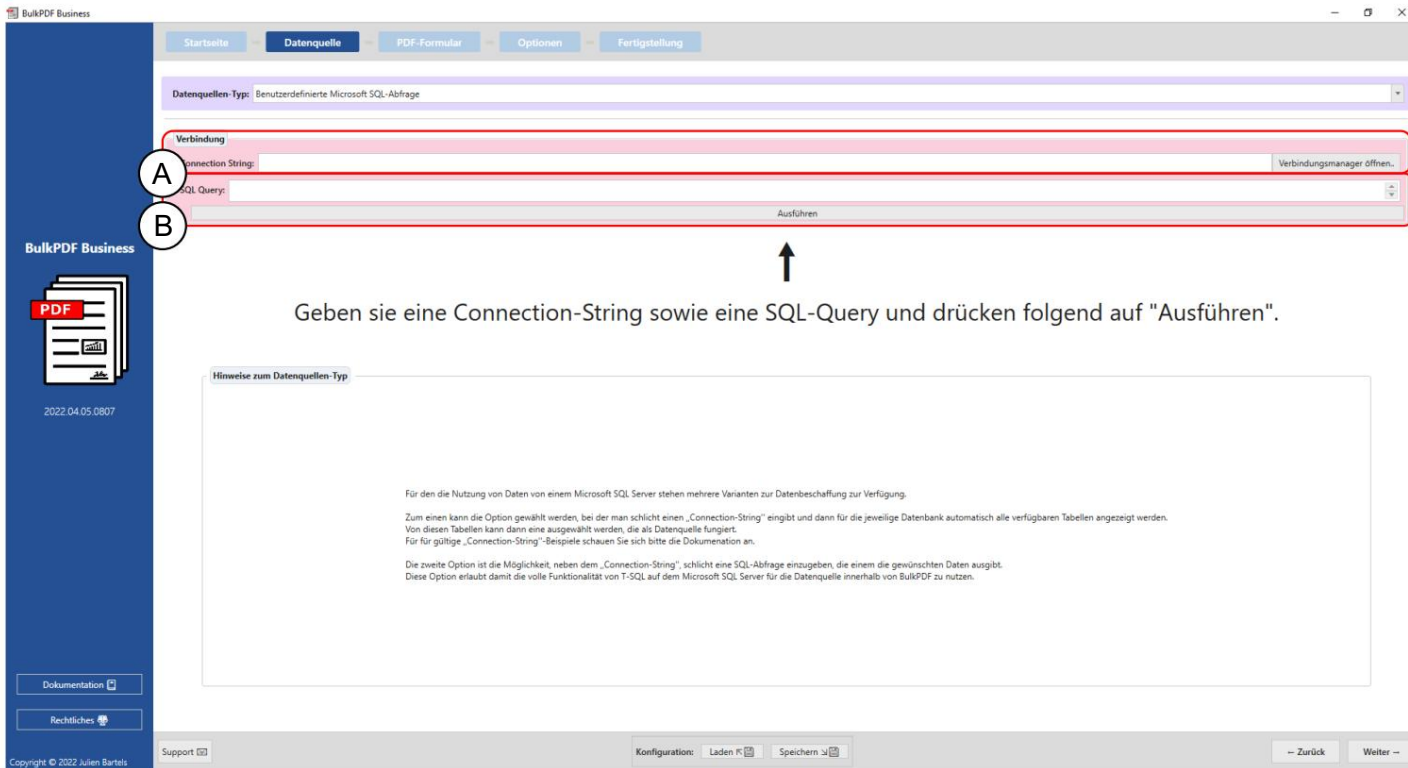 BulkPDF Business
Startseite Datenquelle PDF-Formular Optionen Fertigstellung
Datenquellen-Typ: Benutzerdefinierte Microsoft SQL-Abfrage
Verbindung
A
Connection String: Verbindungsmanager öffnen..
SQL Query:
B
Ausführen
BulkPDF Business
PDF
2022.04.05.0807
Geben sie eine Connection-String sowie eine SQL-Query und drücken folgend auf "Ausführen".
Hinweise zum Datenquellen-Typ
Für den die Nutzung von Daten von einem Microsoft SQL Server stehen mehrere Varianten zur Datenbeschaffung zur Verfügung.
Zum einen kann die Option gewählt werden, bei der man schlicht einen „Connection-String" eingibt und dann für die jeweilige Datenbank automatisch alle verfügbaren Tabellen angezeigt werden.
Von diesen Tabellen kann dann eine ausgewählt werden, die als Datenquelle fungiert.
Für für gültige „Connection-String"-Beispiele schauen Sie sich bitte die Dokumenation an.
Die zweite Option ist die Möglichkeit, neben dem „Connection-String", schlicht eine SQL-Abfrage einzugeben, die einem die gewünschten Daten ausgibt.
Diese Option erlaubt damit die volle Funktionalität von T-SQL auf dem Microsoft SQL Server für die Datenquelle innerhalb von BulkPDF zu nutzen.
Dokumentation
Rechtliches
Copyright © 2022 Julien Bartels
Support Konfiguration: Laden Speichern ← Zurück Weiter →